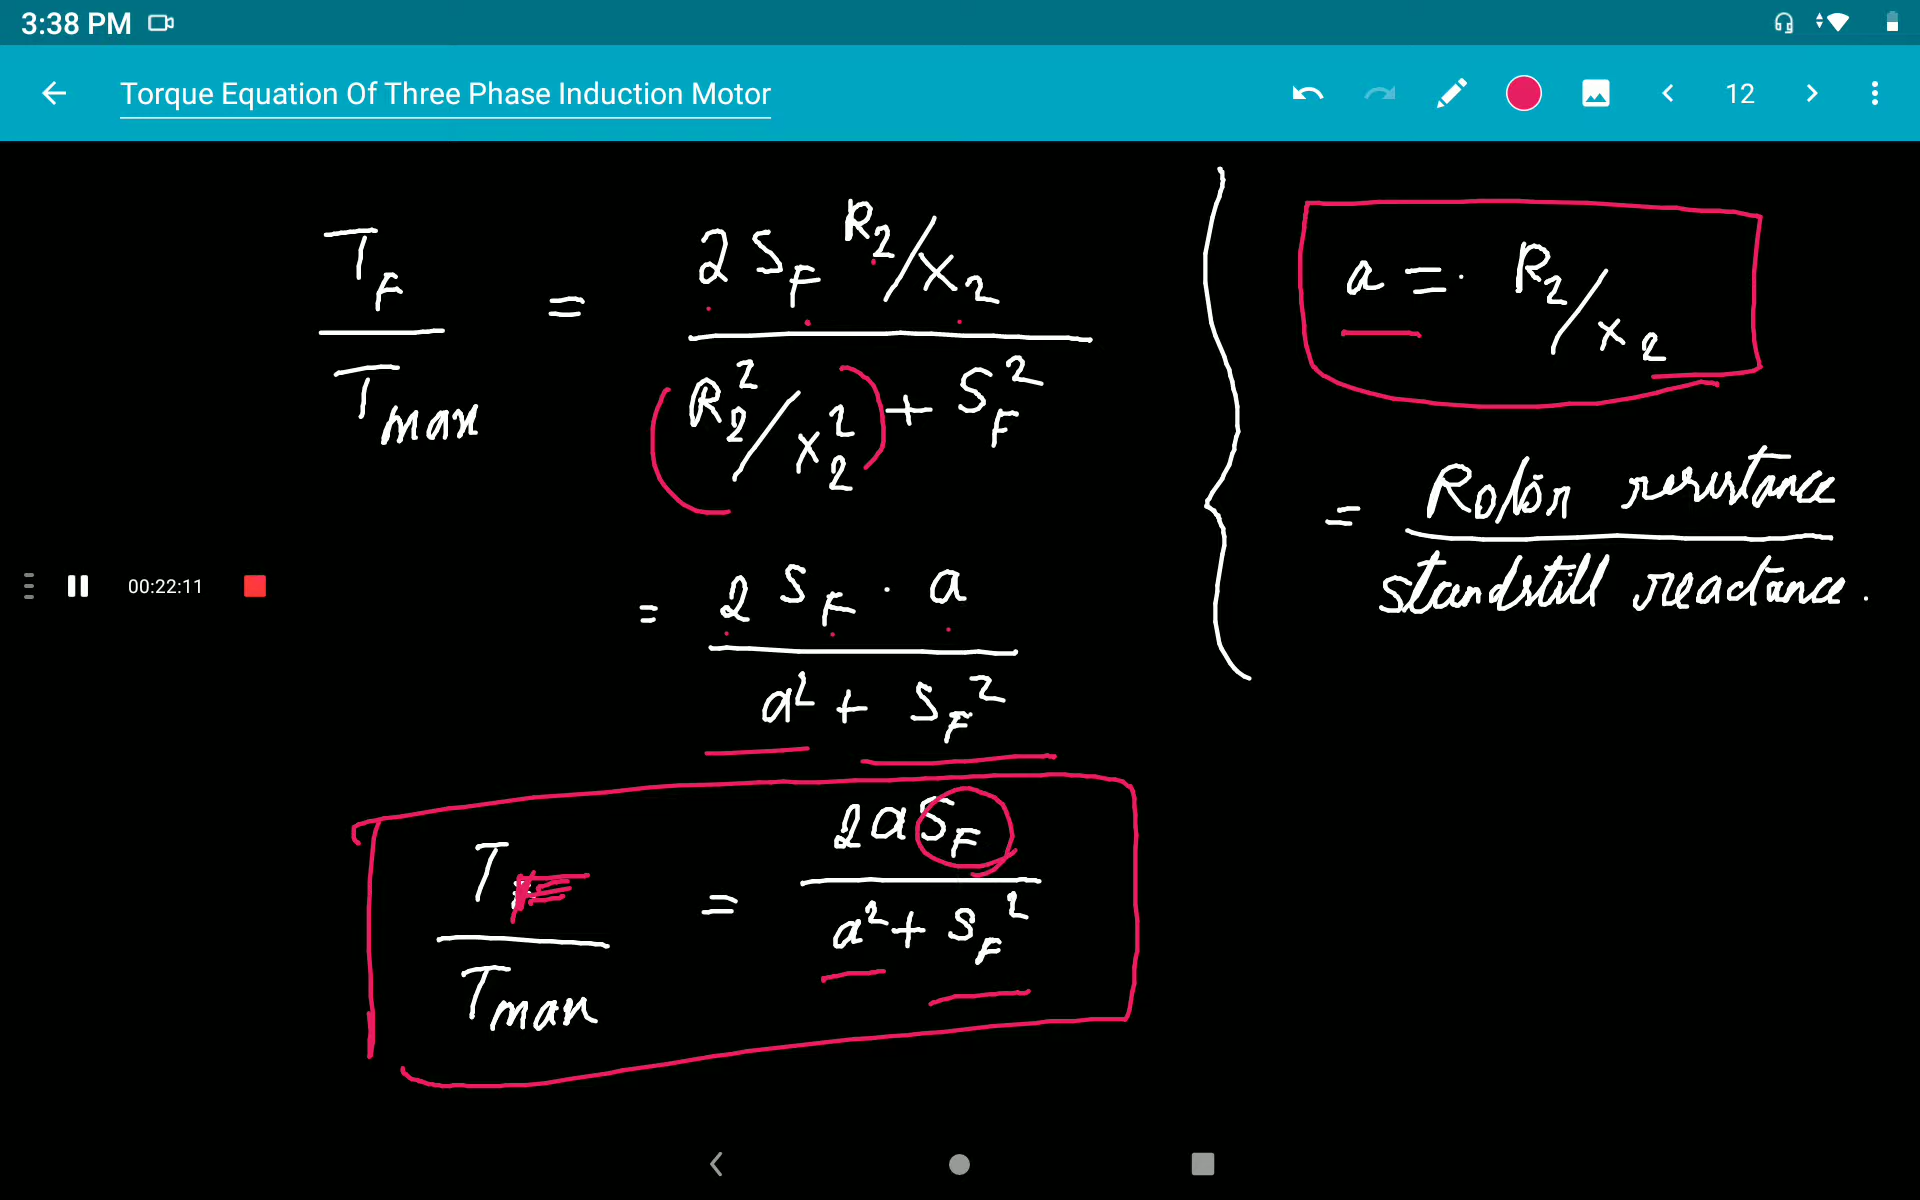 3:38 PM
Torque Equation Of Three Phase Induction Motor
12
T_F / T_max = 2 S_F R_2/X_2 / (R_2^2/X_2^2) + S_F^2
= 2 S_F . a / a^2 + S_F^2
T / T_max = 2 a S_F / a^2 + S_F^2
a = R_2/X_2
= Rotor resistance / standstill reactance.
00:22:11